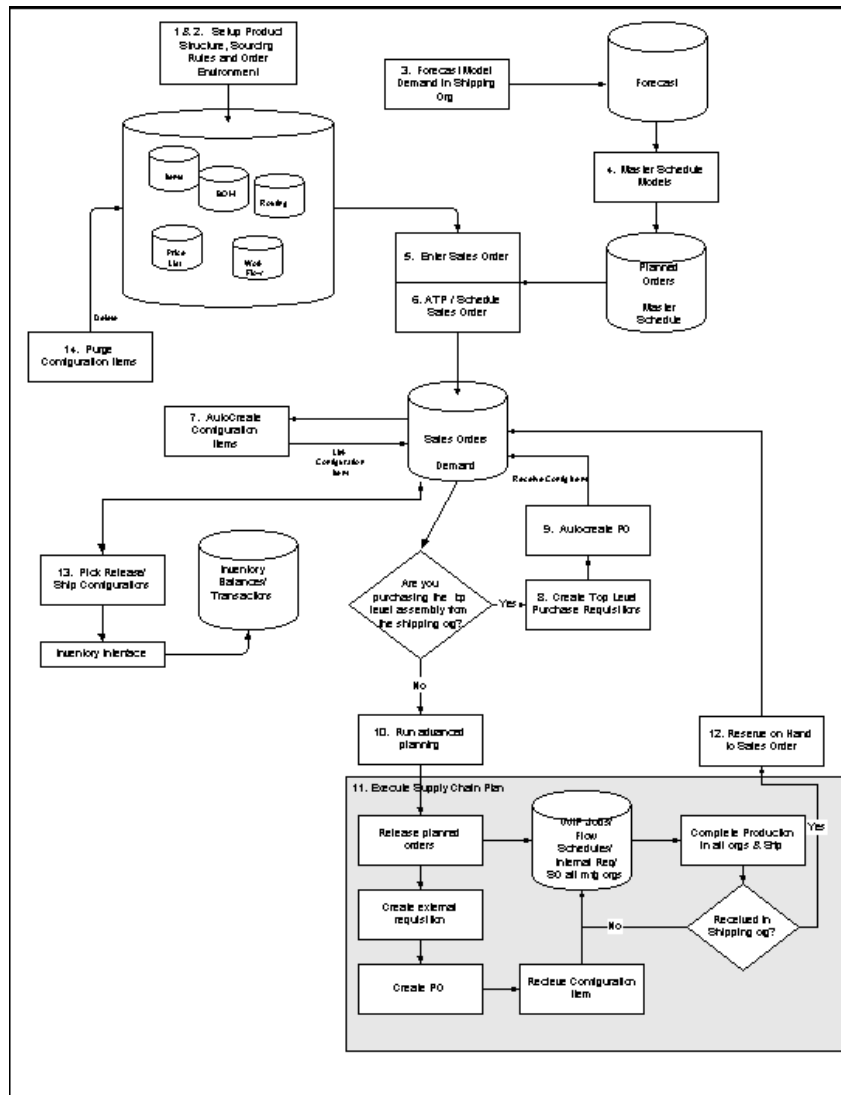 1 & 2. Setup Product
Structure, Sourcing
Rules and Order
Environment
3. Forecast Model
Demand in Shipping
Org
Forecast
4. Master Schedule
Models
Items
BOM
Routing
Price
List
Work
Flow
5. Enter Sales Order
6. ATP / Schedule
Sales Order
Planned
Orders
Master
Schedule
Delete
14. Purge
Configuration Items
7. AutoCreate
Configuration
Items
Link
Configuration
Item
Sales Orders
Demand
Receive Config Item
9. Autocreate PO
8. Create Top Level
Purchase Requisitions
13. Pick Release/
Ship Configurations
Inventory
Balances/
Transactions
Inventory Interface
Are you
purchasing the top
level assembly from
the shipping org?
Yes
No
10. Run advanced
planning
12. Reserve on Hand
to Sales Order
11. Execute Supply Chain Plan
Release planned
orders
WIP Jobs/
Flow
Schedules/
Internal Req/
SO all mfg orgs
Complete Production
in all orgs & Ship
Yes
Create external
requisition
No
Received in
Shipping org?
Create PO
Recieve Configuration
Item